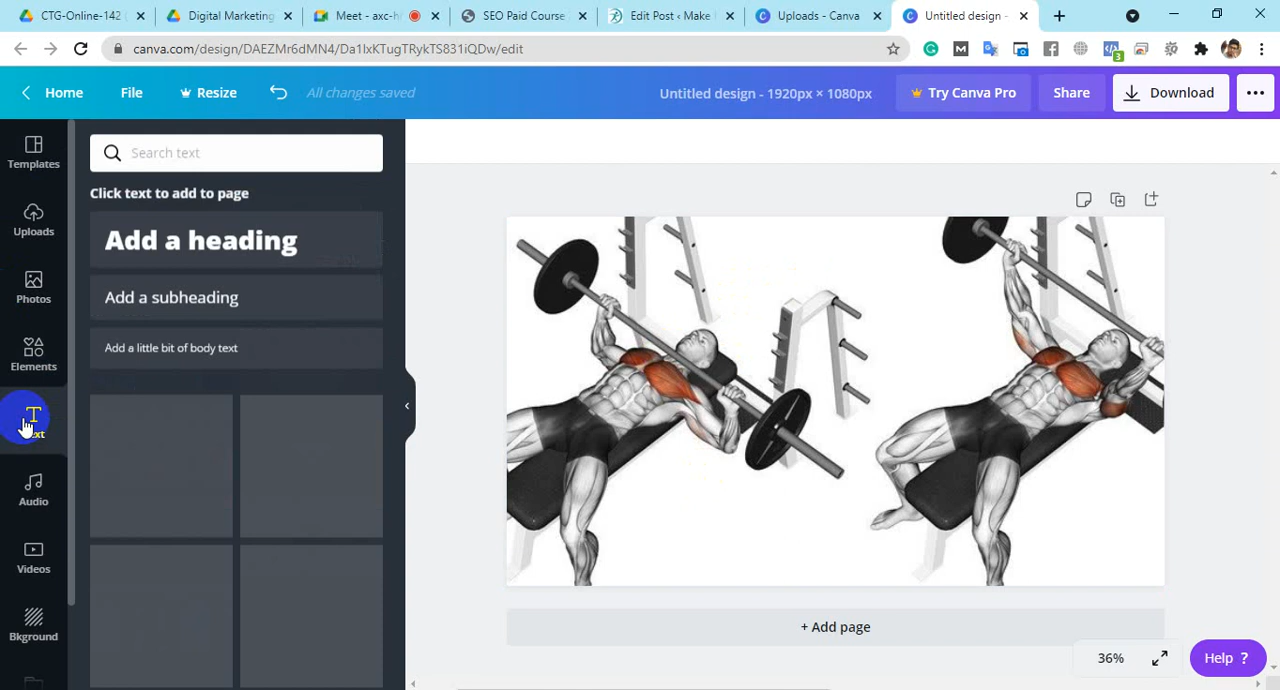 CTG-Online-142
Digital Marketing
Meet - axc-h
SEO Paid Course
Edit Post ‹ Make
Uploads - Canva
Untitled design -
canva.com/design/DAEZMr6dMN4/Da1IxKTugTRykTS831iQDw/edit
3
Home
File
Resize
All changes saved
Untitled design - 1920px × 1080px
Try Canva Pro
Share
Download
Templates
Uploads
Photos
Elements
Text
Audio
Videos
Bkground
Search text
Click text to add to page
Add a heading
Add a subheading
Add a little bit of body text
+ Add page
36%
Help ?